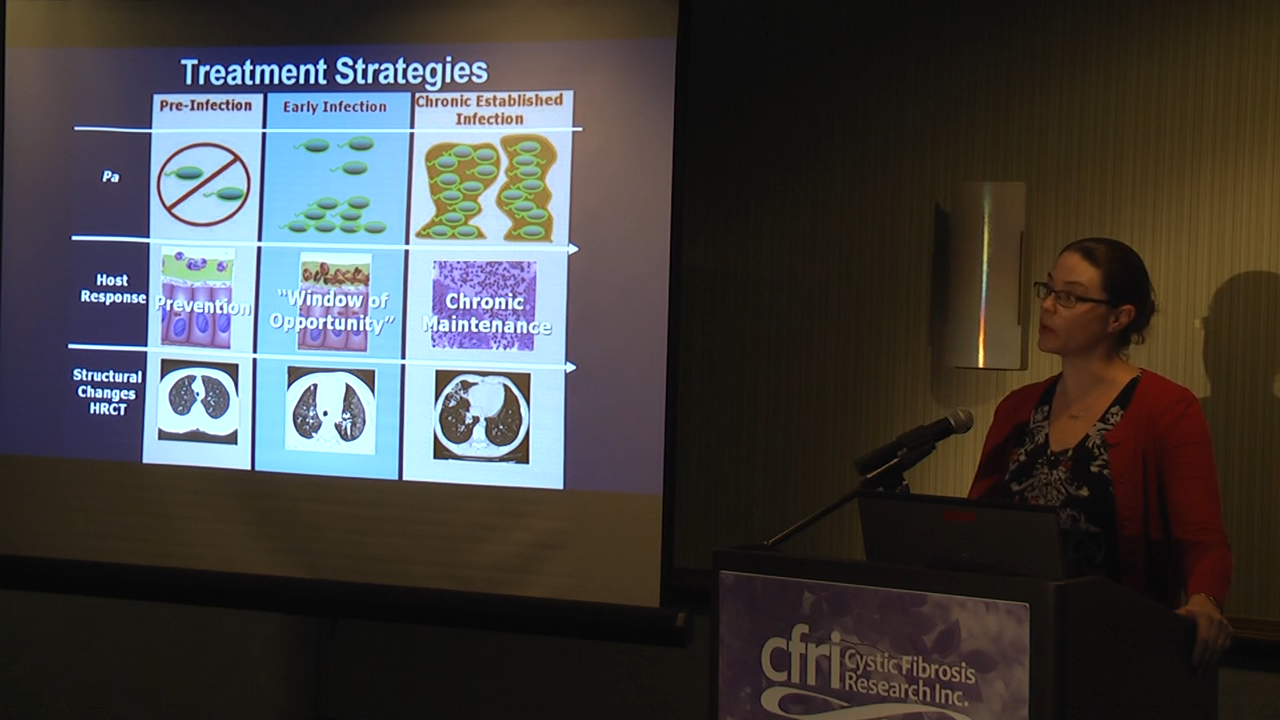 Treatment Strategies
Pre-Infection
Early Infection
Chronic Established
Infection
Pa
Host
Response
Prevention
"Window of
Opportunity"
Chronic
Maintenance
Structural
Changes
HRCT
cfri
Cystic Fibrosis
Research Inc.